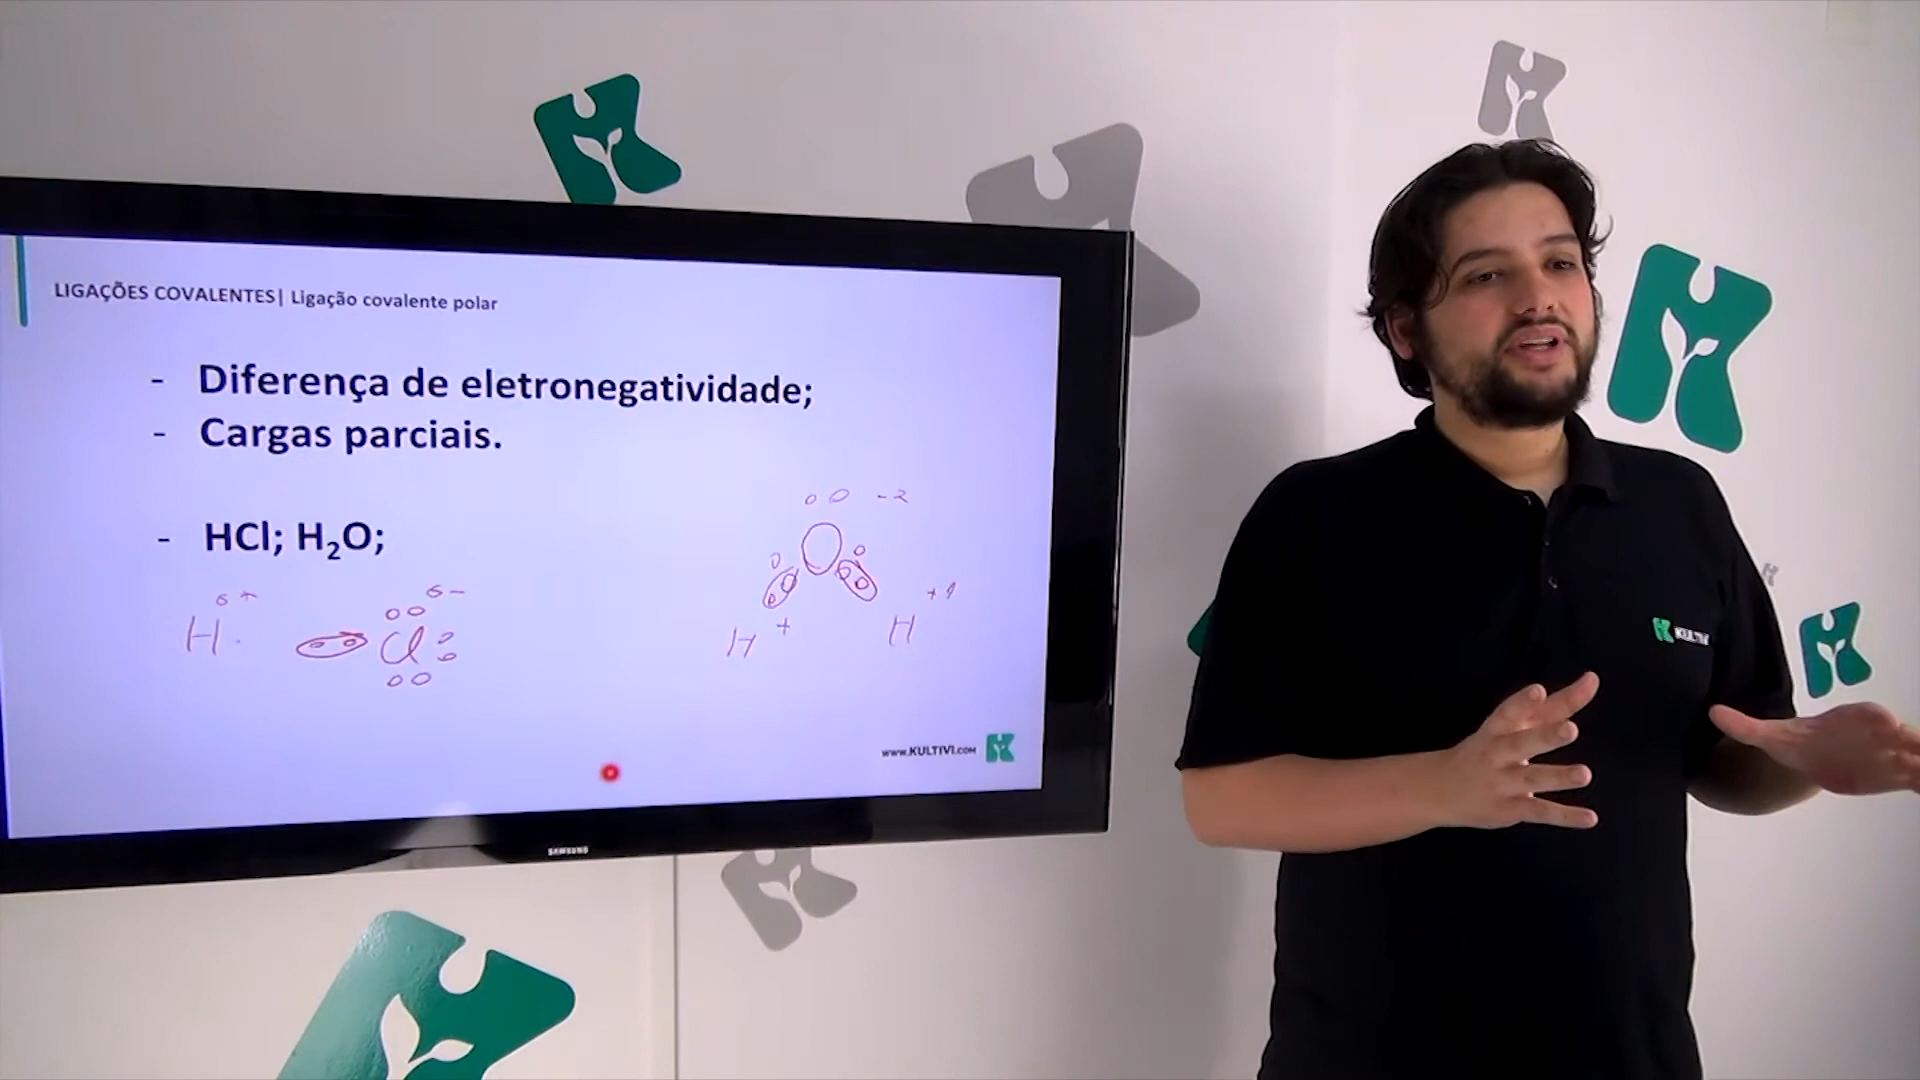 LIGAÇÕES COVALENTES| Ligação covalente polar
- Diferença de eletronegatividade;
- Cargas parciais.
- HCl; H₂O;
-2
δ+
δ-
H
Cl
+1
H +
H
www.KULTIVI.COM
SAMSUNG
KULTIVI